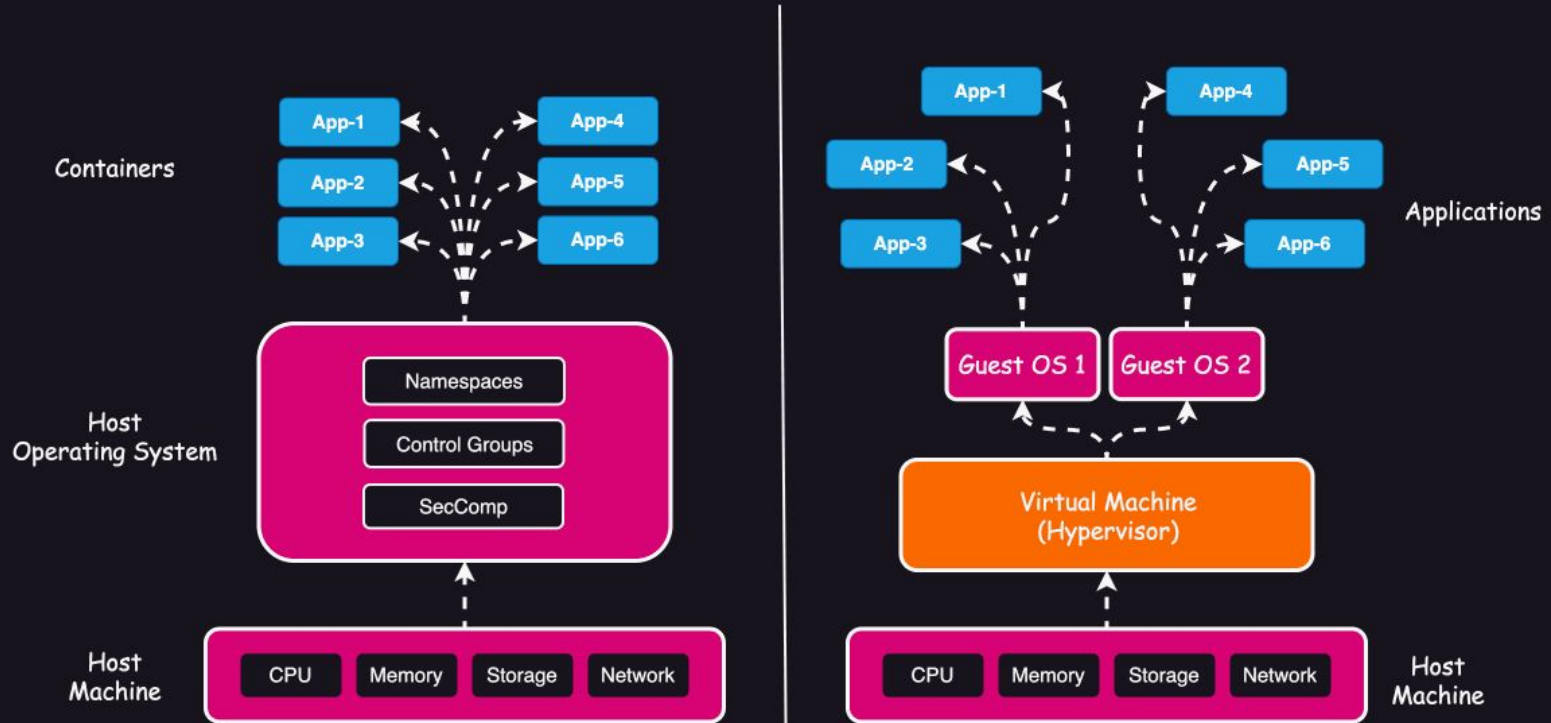 Containers
App-1
App-4
App-2
App-5
App-3
App-6
Host
Operating System
Namespaces
Control Groups
SecComp
Host
Machine
CPU
Memory
Storage
Network
App-1
App-4
App-2
App-5
App-3
App-6
Applications
Guest OS 1
Guest OS 2
Virtual Machine
(Hypervisor)
CPU
Memory
Storage
Network
Host
Machine